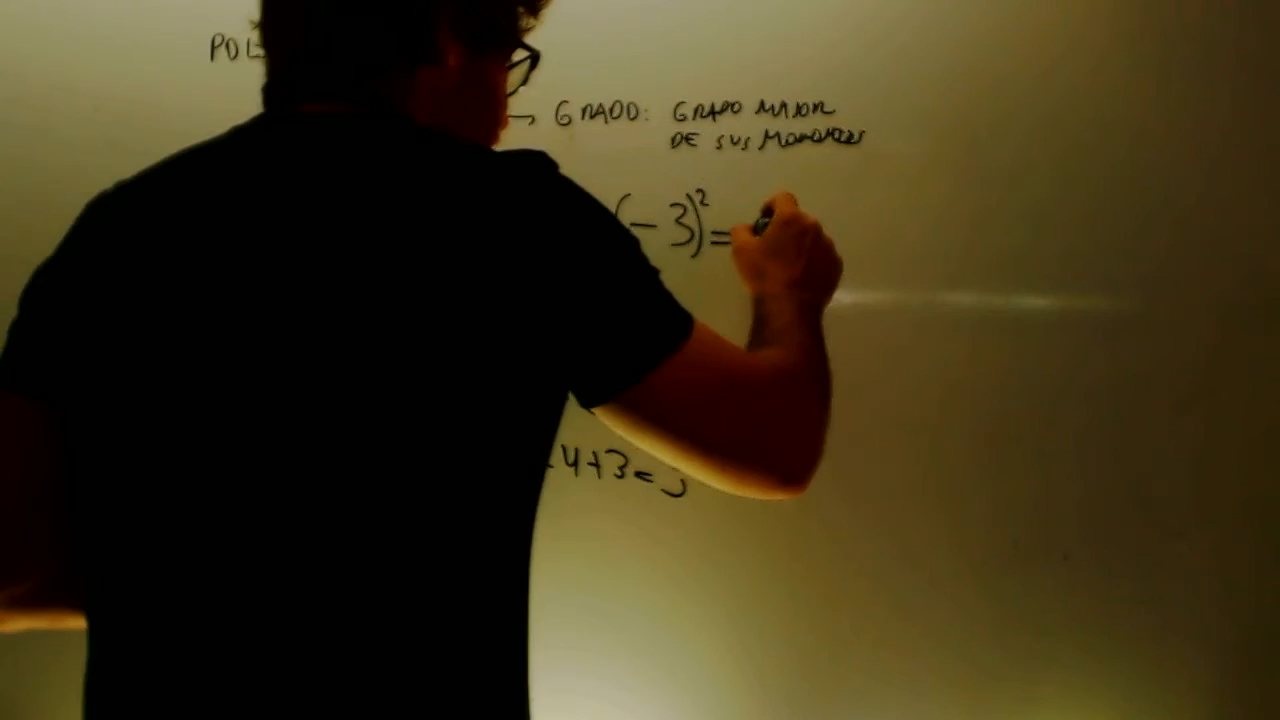 POL
→ GRADO: GRADO MAYOR
DE SUS MONOMIOS
(-3)²=
4+3=